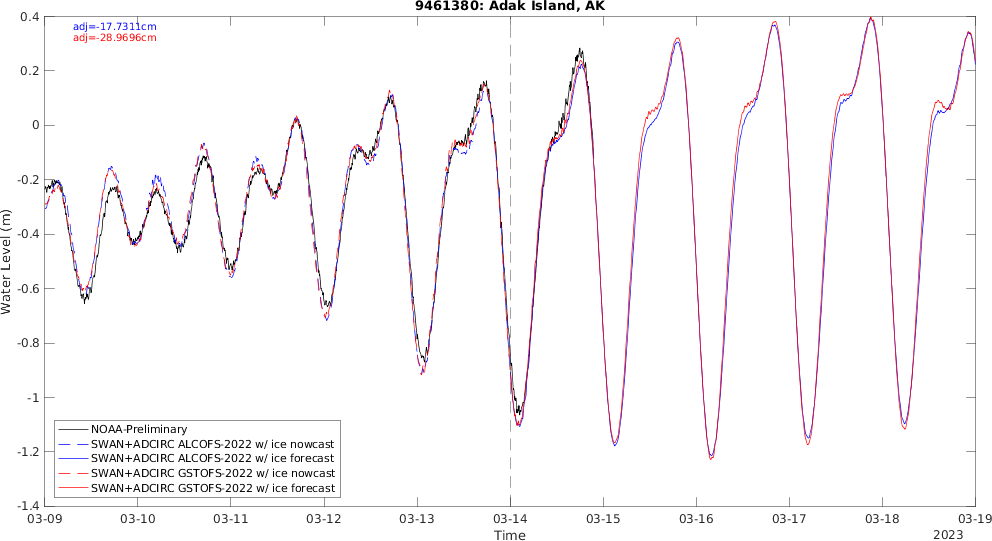 9461380: Adak Island, AK
adj=-17.7311cm
adj=-28.9696cm
0.4
0.2
0
-0.2
-0.4
-0.6
-0.8
-1
-1.2
-1.4
Water Level (m)
NOAA-Preliminary
SWAN+ADCIRC ALCOFS-2022 w/ ice nowcast
SWAN+ADCIRC ALCOFS-2022 w/ ice forecast
SWAN+ADCIRC GSTOFS-2022 w/ ice nowcast
SWAN+ADCIRC GSTOFS-2022 w/ ice forecast
03-09 03-10 03-11 03-12 03-13 03-14 03-15 03-16 03-17 03-18 03-19
Time
2023